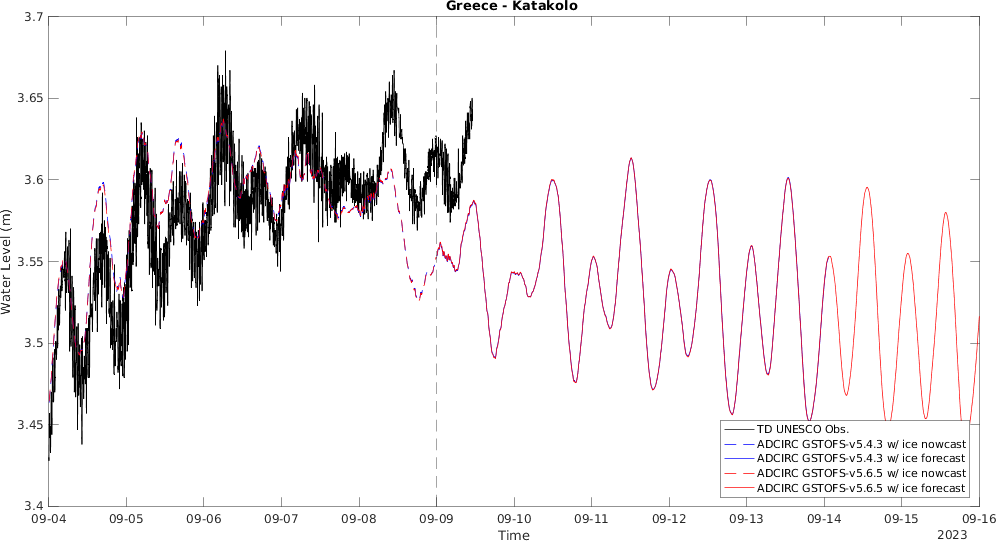 Greece - Katakolo
3.7
3.65
3.6
3.55
3.5
3.45
3.4
Water Level (m)
09-04 09-05 09-06 09-07 09-08 09-09 09-10 09-11 09-12 09-13 09-14 09-15 09-16
Time
2023
TD UNESCO Obs.
ADCIRC GSTOFS-v5.4.3 w/ ice nowcast
ADCIRC GSTOFS-v5.4.3 w/ ice forecast
ADCIRC GSTOFS-v5.6.5 w/ ice nowcast
ADCIRC GSTOFS-v5.6.5 w/ ice forecast